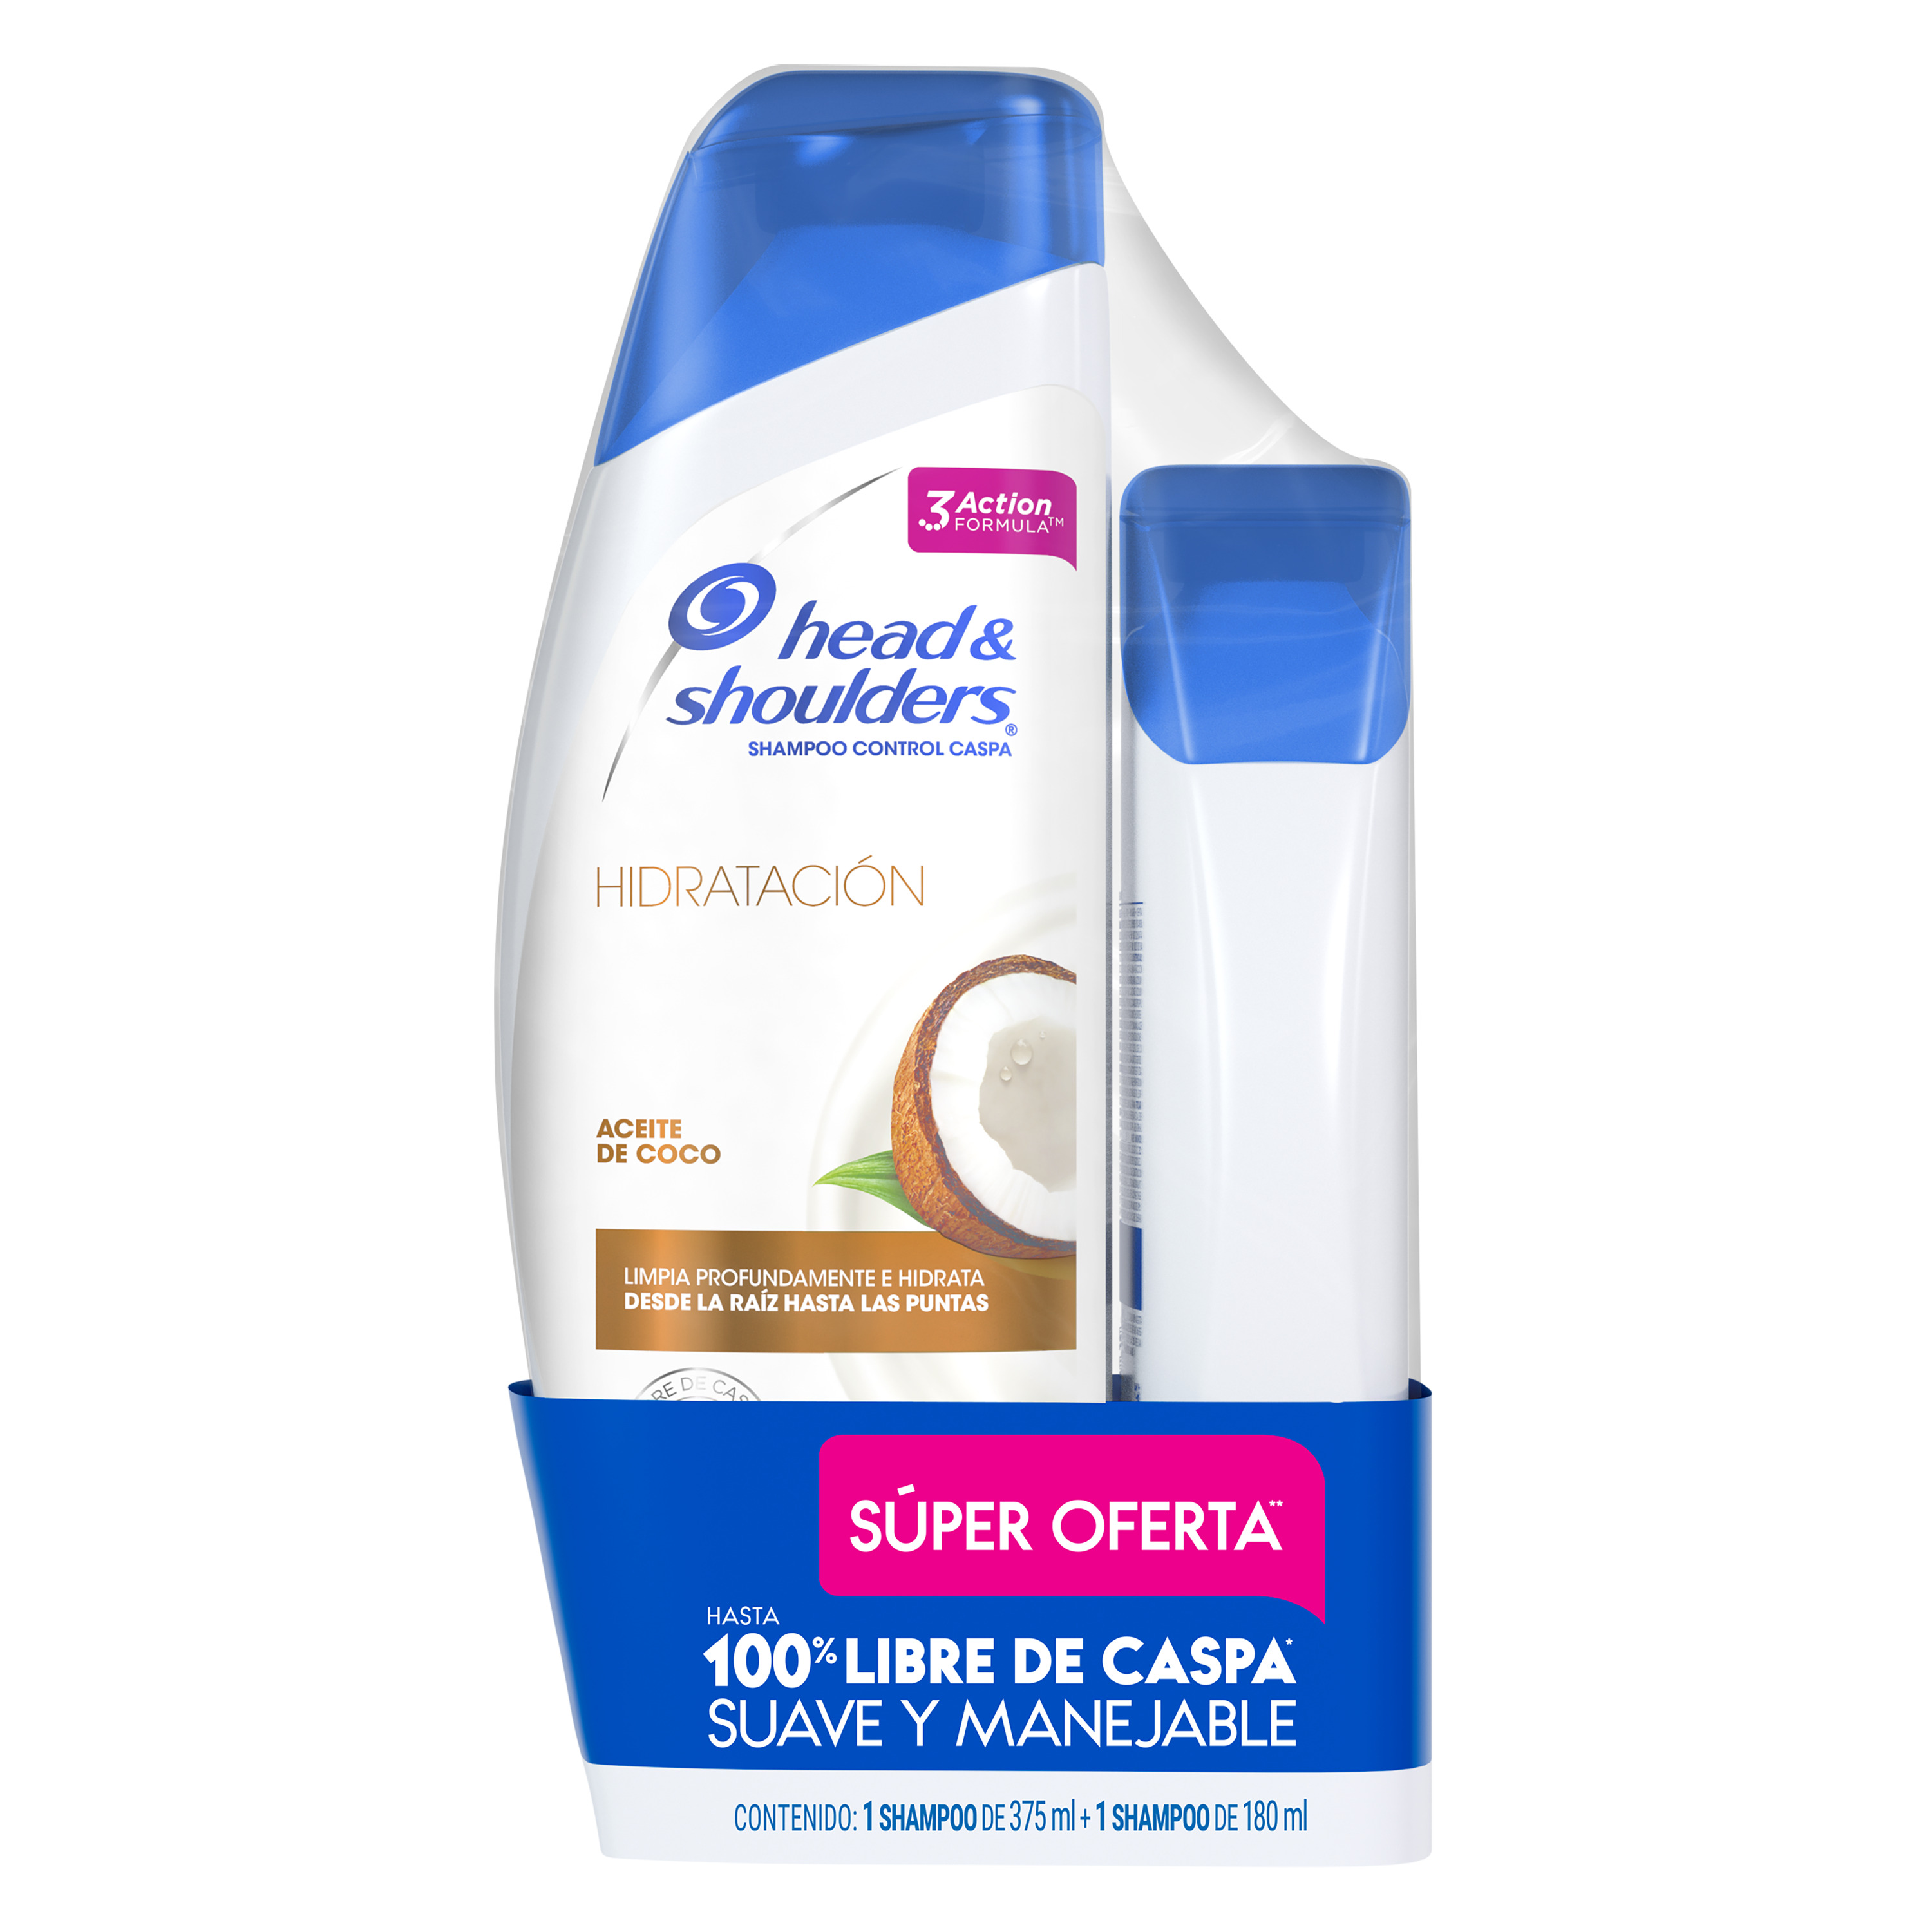 3 Action
FORMULA™
head &
shoulders®
SHAMPOO CONTROL CASPA
HIDRATACIÓN
ACEITE
DE COCO
LIMPIA PROFUNDAMENTE E HIDRATA
DESDE LA RAÍZ HASTA LAS PUNTAS
SÚPER OFERTA**
HASTA
100% LIBRE DE CASPA*
SUAVE Y MANEJABLE
CONTENIDO: 1 SHAMPOO DE 375 ml + 1 SHAMPOO DE 180 ml